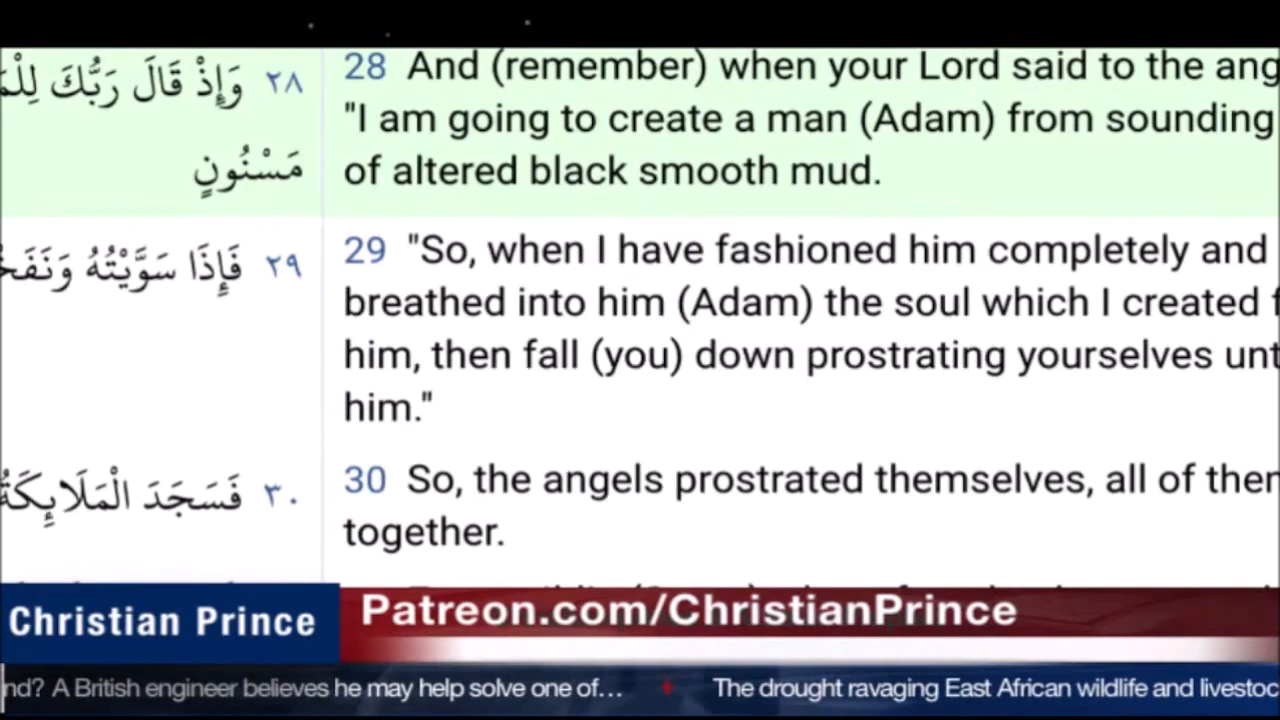 28 And (remember) when your Lord said to the ang
"I am going to create a man (Adam) from sounding
of altered black smooth mud.
٢٨ وَإِذْ قَالَ رَبُّكَ لِلْمَ
مَسْنُونٍ
29 "So, when I have fashioned him completely and
breathed into him (Adam) the soul which I created f
him, then fall (you) down prostrating yourselves unt
him."
٢٩ فَإِذَا سَوَّيْتُهُ وَنَفَخْ
30 So, the angels prostrated themselves, all of them
together.
٣٠ فَسَجَدَ الْمَلَايِكَةُ
Christian Prince
Patreon.com/ChristianPrince
nd? A British engineer believes he may help solve one of... The drought ravaging East African wildlife and livestoc